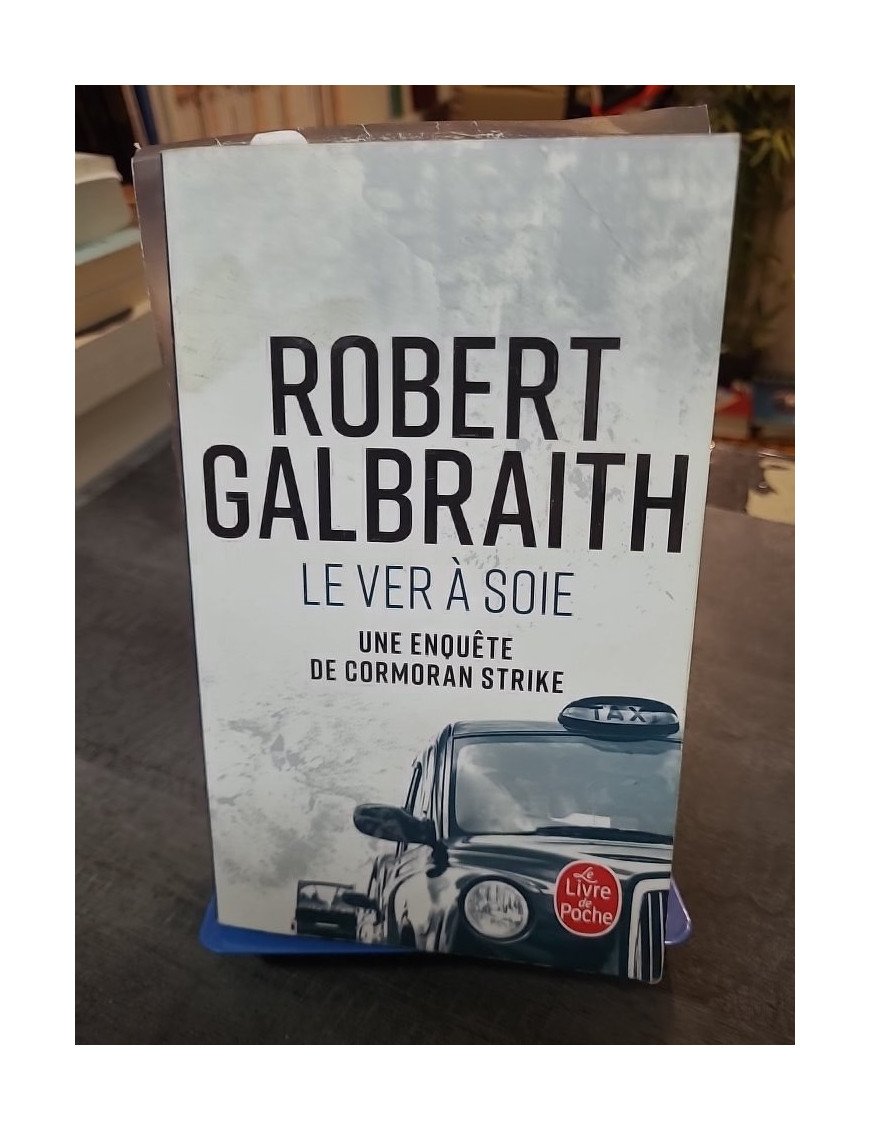 ROBERT
GALBRAITH
LE VER À SOIE
UNE ENQUÊTE
DE CORMORAN STRIKE
TAXI
Le
Livre
de
Poche